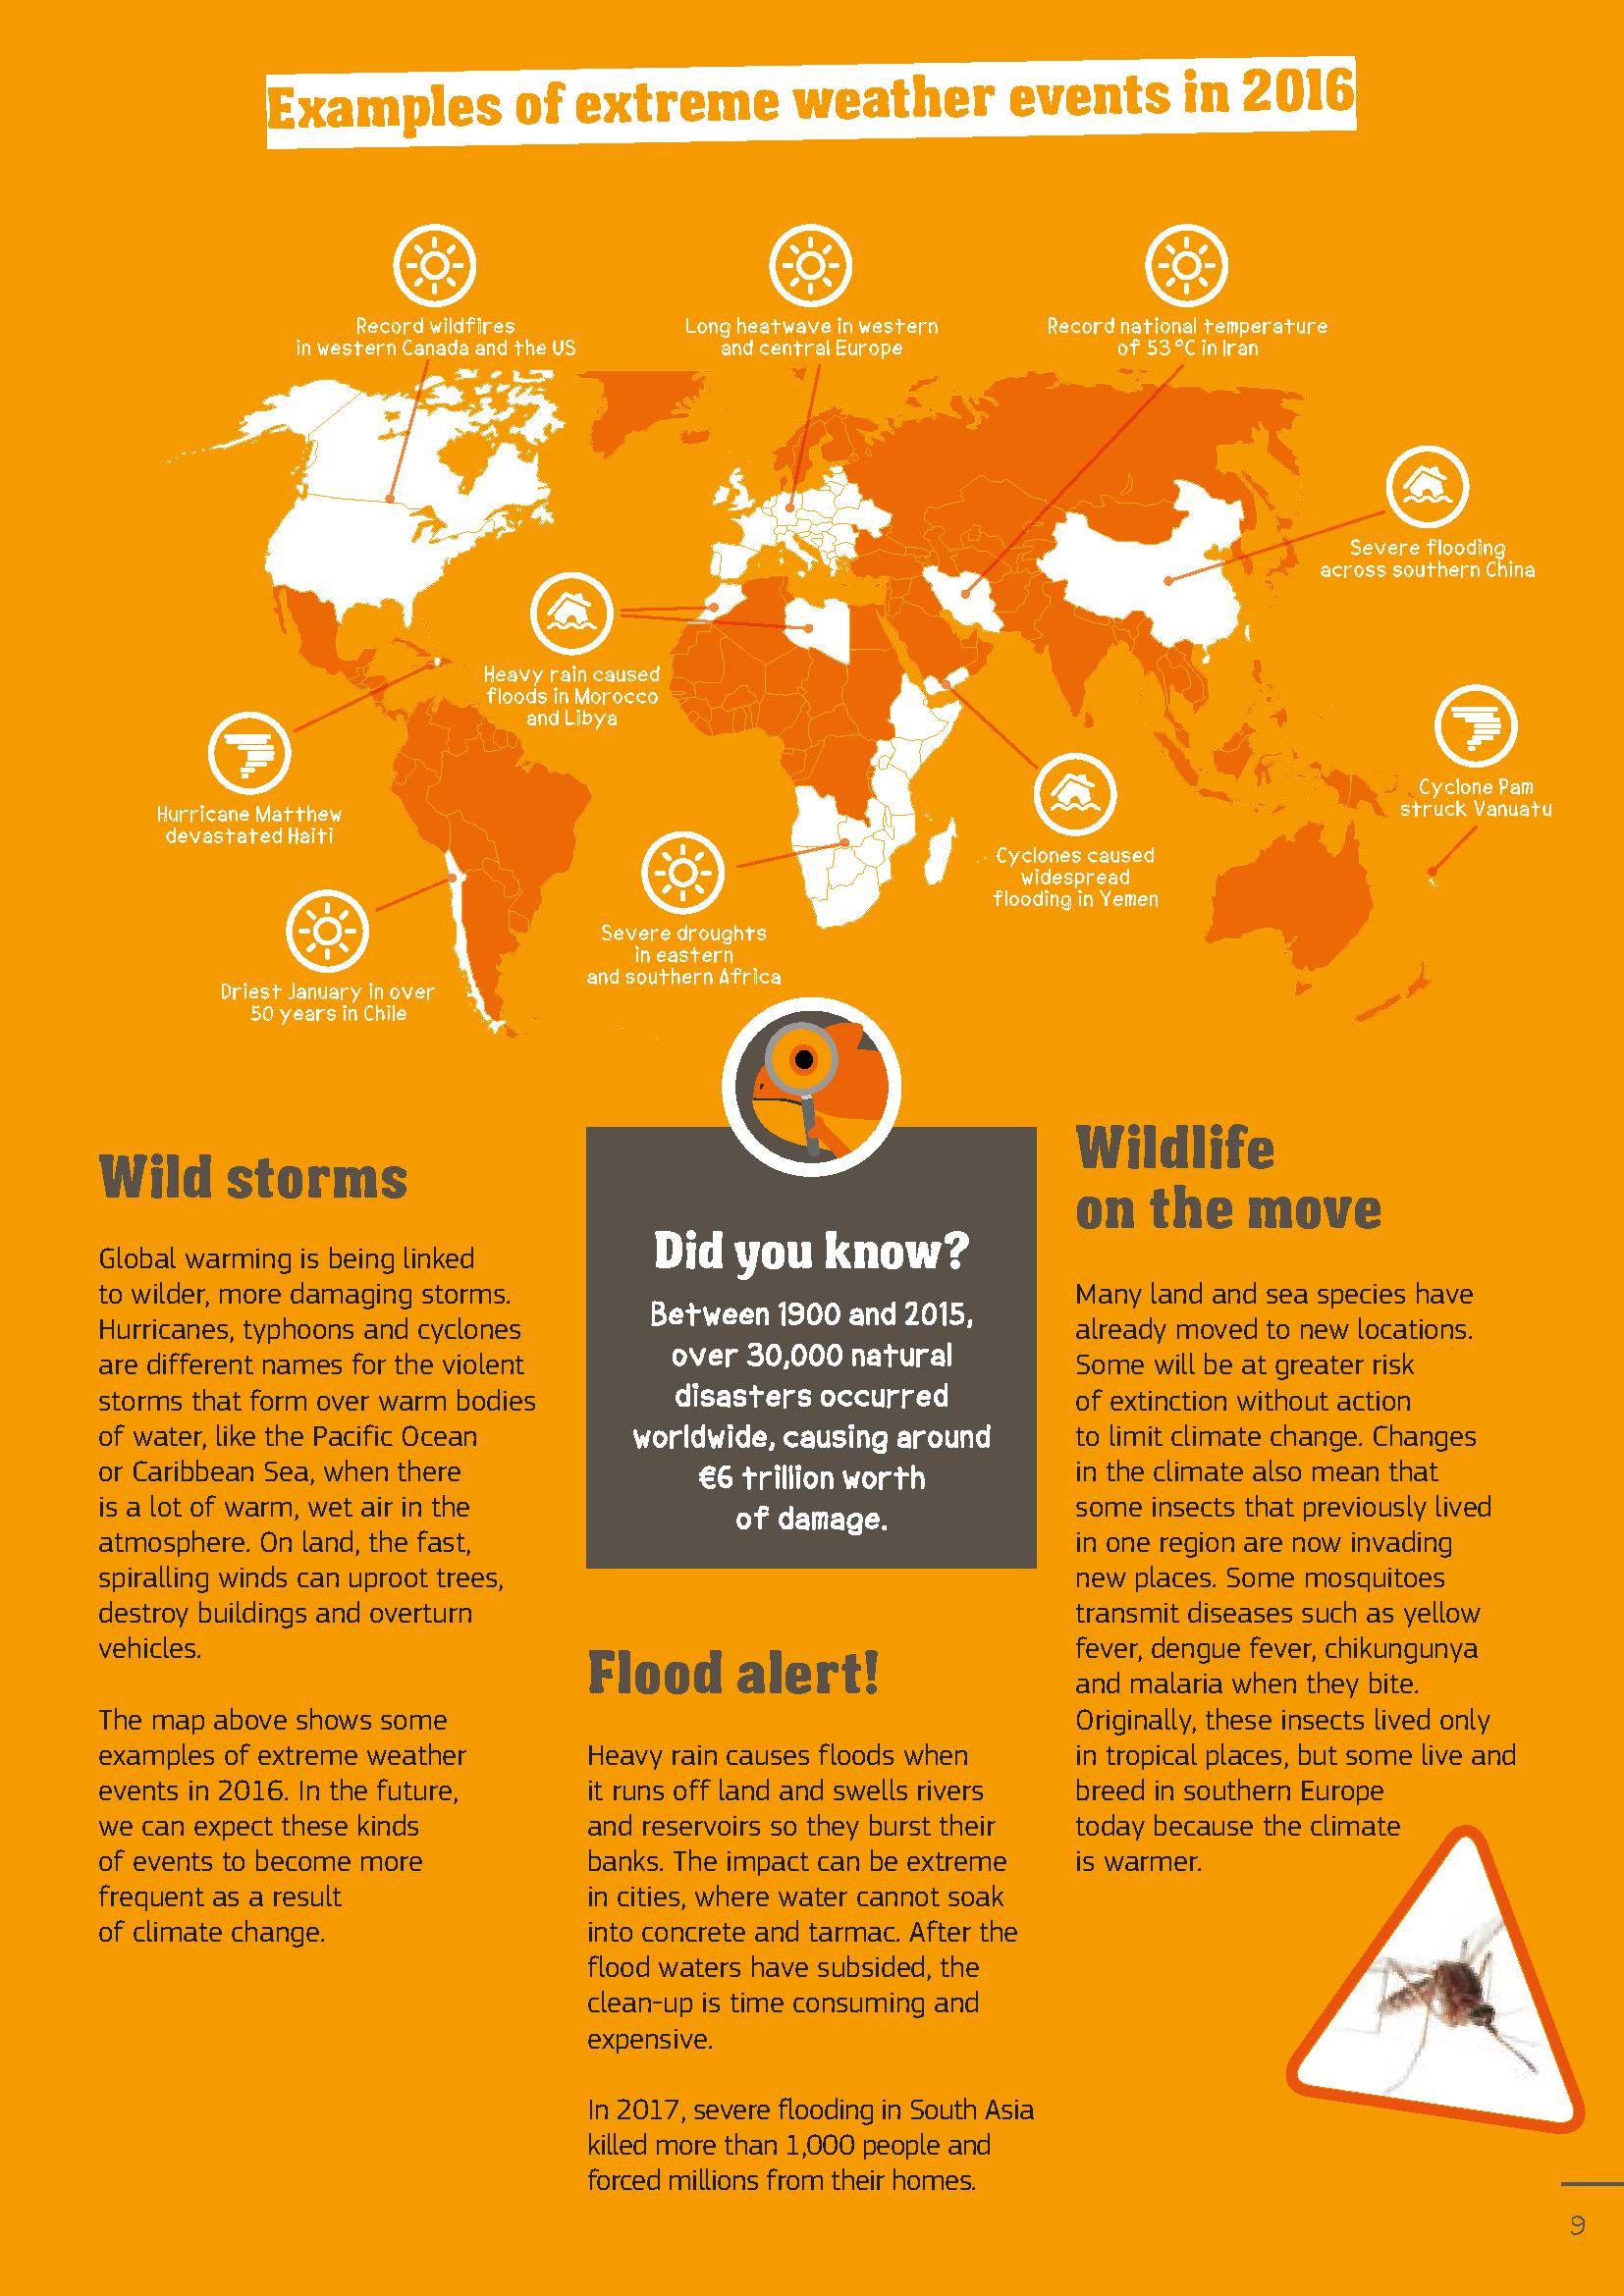 Examples of extreme weather events in 2016
Record wildfires
in western Canada and the US
Long heatwave in western
and central Europe
Record national temperature
of 53 °C in Iran
Severe flooding
across southern China
Heavy rain caused
floods in Morocco
and Libya
Hurricane Matthew
devastated Haiti
Cyclone Pam
struck Vanuatu
Cyclones caused
widespread
flooding in Yemen
Severe droughts
in eastern
and southern Africa
Driest January in over
50 years in Chile
Wild storms
Global warming is being linked
to wilder, more damaging storms.
Hurricanes, typhoons and cyclones
are different names for the violent
storms that form over warm bodies
of water, like the Pacific Ocean
or Caribbean Sea, when there
is a lot of warm, wet air in the
atmosphere. On land, the fast,
spiralling winds can uproot trees,
destroy buildings and overturn
vehicles.
The map above shows some
examples of extreme weather
events in 2016. In the future,
we can expect these kinds
of events to become more
frequent as a result
of climate change.
Did you know?
Between 1900 and 2015,
over 30,000 natural
disasters occurred
worldwide, causing around
€6 trillion worth
of damage.
Flood alert!
Heavy rain causes floods when
it runs off land and swells rivers
and reservoirs so they burst their
banks. The impact can be extreme
in cities, where water cannot soak
into concrete and tarmac. After the
flood waters have subsided, the
clean-up is time consuming and
expensive.
In 2017, severe flooding in South Asia
killed more than 1,000 people and
forced millions from their homes.
Wildlife
on the move
Many land and sea species have
already moved to new locations.
Some will be at greater risk
of extinction without action
to limit climate change. Changes
in the climate also mean that
some insects that previously lived
in one region are now invading
new places. Some mosquitoes
transmit diseases such as yellow
fever, dengue fever, chikungunya
and malaria when they bite.
Originally, these insects lived only
in tropical places, but some live and
breed in southern Europe
today because the climate
is warmer.
9